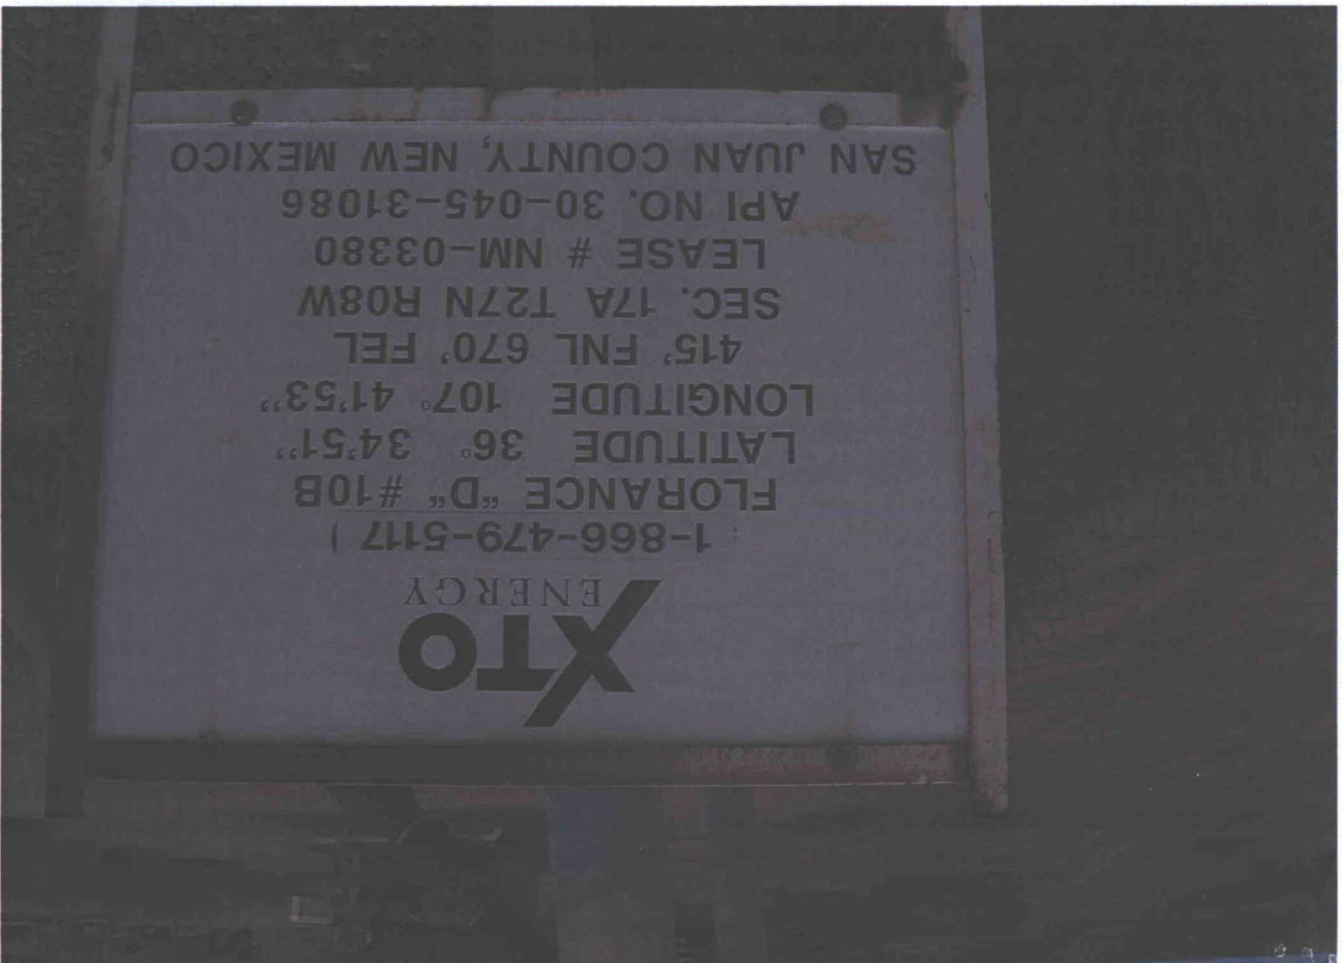 XTO
ENERGY
1-866-479-5117
FLORANCE “D” #10B
LATITUDE 36° 34'51”
LONGITUDE 107° 41'53”
415' FNL 670' FEL
SEC. 17A T27N R08W
LEASE # NM-03380
API NO. 30-045-31086
SAN JUAN COUNTY, NEW MEXICO